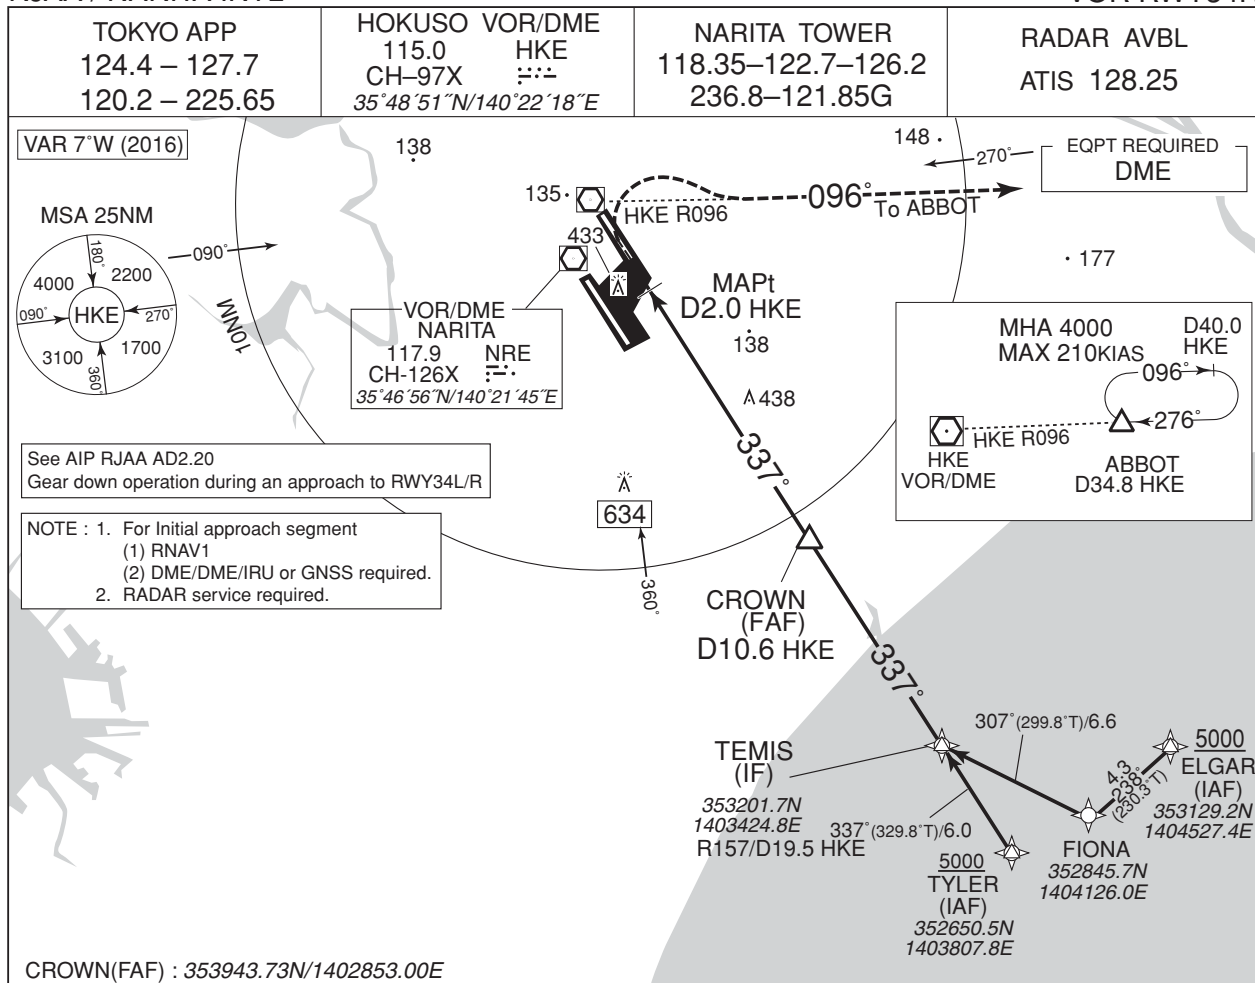 TOKYO APP
124.4 – 127.7
120.2 – 225.65
HOKUSO VOR/DME
115.0 HKE
CH–97X
35°48´51˝N/140°22´18˝E
NARITA TOWER
118.35–122.7–126.2
236.8–121.85G
RADAR AVBL
ATIS 128.25
VAR 7°W (2016)
138
148
270°
EQPT REQUIRED
DME
135
HKE R096
096°
To ABBOT
MSA 25NM
180°
4000
2200
090°
HKE
270°
3100
1700
360°
090°
10NM
433
177
MAPt
D2.0 HKE
138
438
VOR/DME
NARITA
117.9 NRE
CH-126X
35°46´56˝N/140°21´45˝E
MHA 4000
MAX 210KIAS
D40.0
HKE
096°
276°
HKE R096
HKE
VOR/DME
ABBOT
D34.8 HKE
See AIP RJAA AD2.20
Gear down operation during an approach to RWY34L/R
337°
634
360°
NOTE : 1. For Initial approach segment
(1) RNAV1
(2) DME/DME/IRU or GNSS required.
2. RADAR service required.
CROWN
(FAF)
D10.6 HKE
337°
307°(299.8°T)/6.6
TEMIS
(IF)
353201.7N
1403424.8E
R157/D19.5 HKE
337°(329.8°T)/6.0
4.3
238°
(230.3°T)
5000
ELGAR
(IAF)
353129.2N
1404527.4E
FIONA
352845.7N
1404126.0E
5000
TYLER
(IAF)
352650.5N
1403807.8E
CROWN(FAF) : 353943.73N/1402853.00E